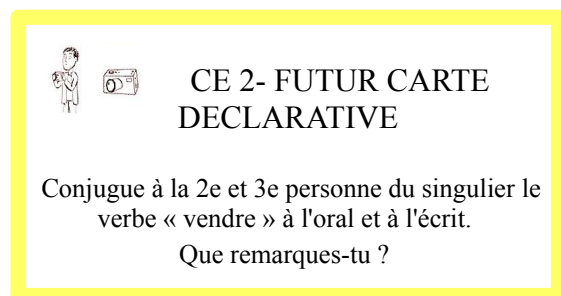 CE 2- FUTUR CARTE
DECLARATIVE
Conjugue à la 2e et 3e personne du singulier le
verbe « vendre » à l'oral et à l'écrit.
Que remarques-tu ?